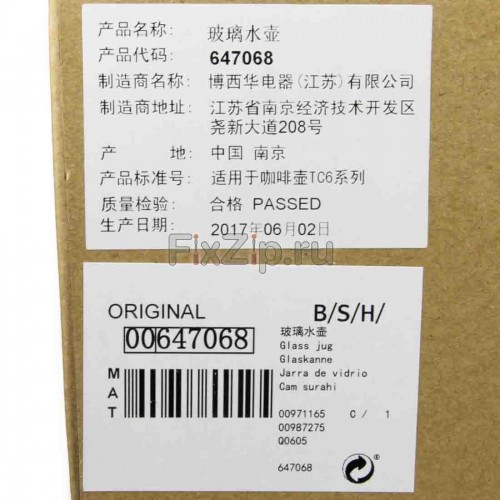 产品名称: 玻璃水壶
产品代码: 647068
制造商名称: 博西华电器(江苏)有限公司
制造商地址: 江苏省南京经济技术开发区
尧新大道208号
产 地: 中国 南京
产品标准号: 适用于咖啡壶TC6系列
质量检验: 合格 PASSED
生产日期: 2017年06月02日
FixZip.ru
ORIGINAL
B/S/H/
00647068
MAT
玻璃水壶
Glass jug
Glaskanne
Jarra de vidrio
Cam surahi
00971165 C / 1
00987275
Q0605
647068